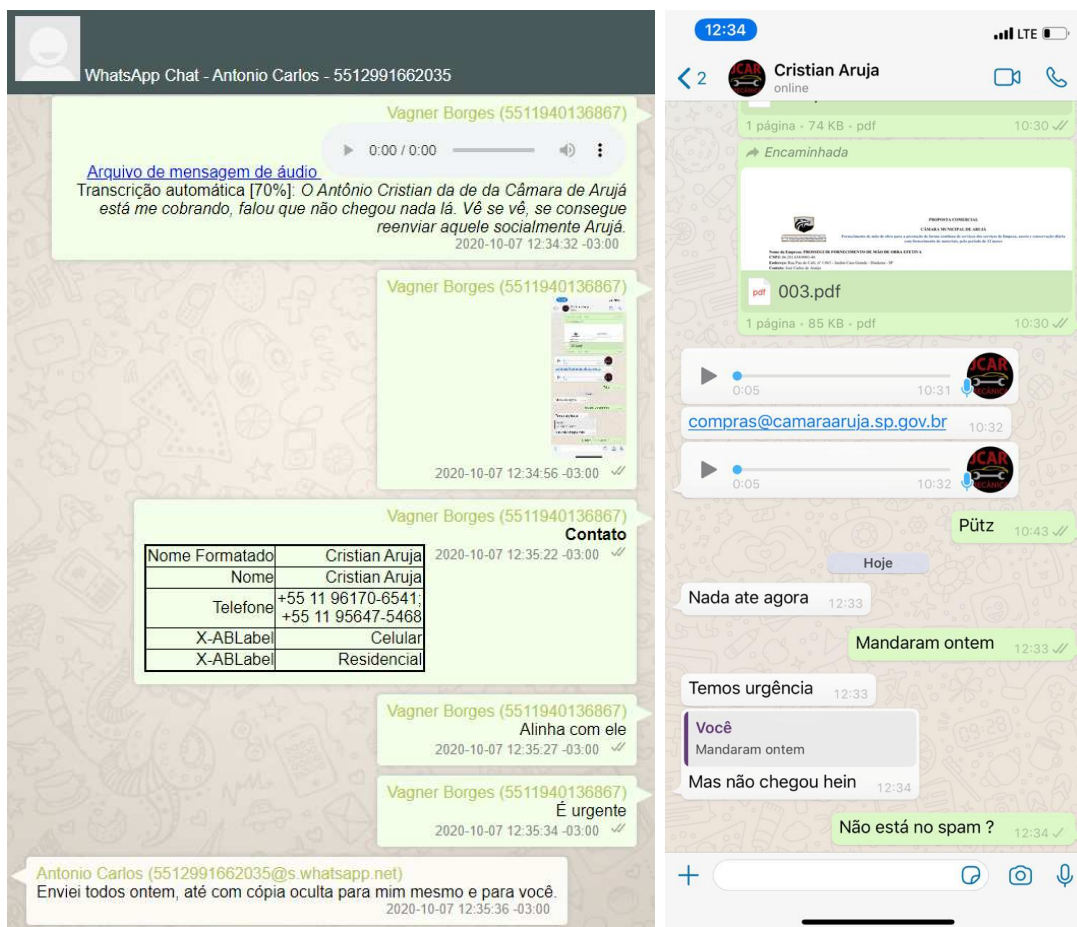 WhatsApp Chat - Antonio Carlos - 5512991662035
Vagner Borges (5511940136867)
0:00 / 0:00
Arquivo de mensagem de áudio
Transcrição automática [70%]: O Antônio Cristian da de da Câmara de Arujá
está me cobrando, falou que não chegou nada lá. Vê se vê, se consegue
reenviar aquele socialmente Arujá.
2020-10-07 12:34:32 -03:00
Vagner Borges (5511940136867)
2020-10-07 12:34:56 -03:00
Vagner Borges (5511940136867)
Contato
Nome Formatado Cristian Aruja
2020-10-07 12:35:22 -03:00
Nome Cristian Aruja
Telefone +55 11 96170-6541;
+55 11 95647-5468
X-ABLabel Celular
X-ABLabel Residencial
Vagner Borges (5511940136867)
Alinha com ele
2020-10-07 12:35:27 -03:00
Vagner Borges (5511940136867)
É urgente
2020-10-07 12:35:34 -03:00
Antonio Carlos (5512991662035@s.whatsapp.net)
Enviei todos ontem, até com cópia oculta para mim mesmo e para você.
2020-10-07 12:35:36 -03:00
12:34
LTE
2
Cristian Aruja
online
1 página • 74 KB • pdf 10:30
Encaminhada
PROPOSTA COMERCIAL
CÂMARA MUNICIPAL DE ARUJÁ
pdf 003.pdf
1 página • 85 KB • pdf 10:30
0:05 10:31
compras@camaraaruja.sp.gov.br 10:32
0:05 10:32
Pütz 10:43
Hoje
Nada ate agora 12:33
Mandaram ontem 12:33
Temos urgência 12:33
Você
Mandaram ontem
Mas não chegou hein 12:34
Não está no spam ? 12:34